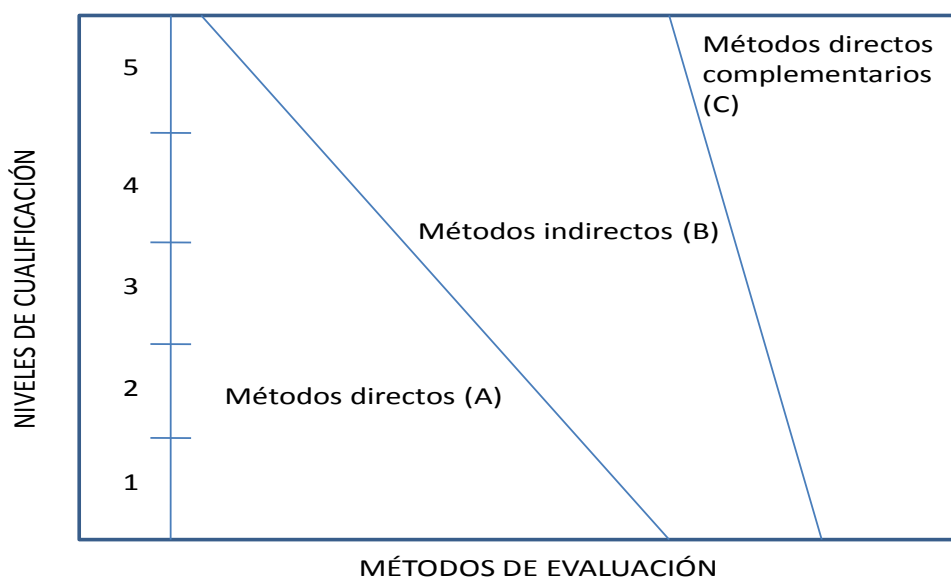 NIVELES DE CUALIFICACIÓN
5
4
3
2
1
Métodos directos
complementarios
(C)
Métodos indirectos (B)
Métodos directos (A)
MÉTODOS DE EVALUACIÓN